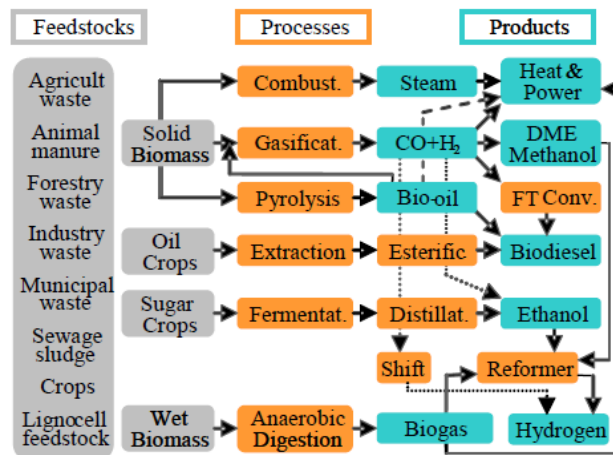 Feedstocks
Processes
Products
Agricult
waste
Animal
manure
Forestry
waste
Industry
waste
Municipal
waste
Sewage
sludge
Crops
Lignocell
feedstock
Solid
Biomass
Oil
Crops
Sugar
Crops
Wet
Biomass
Combust.
Steam
Heat &
Power
Gasificat.
CO+H₂
DME
Methanol
Pyrolysis
Bio-oil
FT Conv.
Extraction
Esterific
Biodiesel
Fermentat.
Distillat.
Ethanol
Shift
Reformer
Anaerobic
Digestion
Biogas
Hydrogen